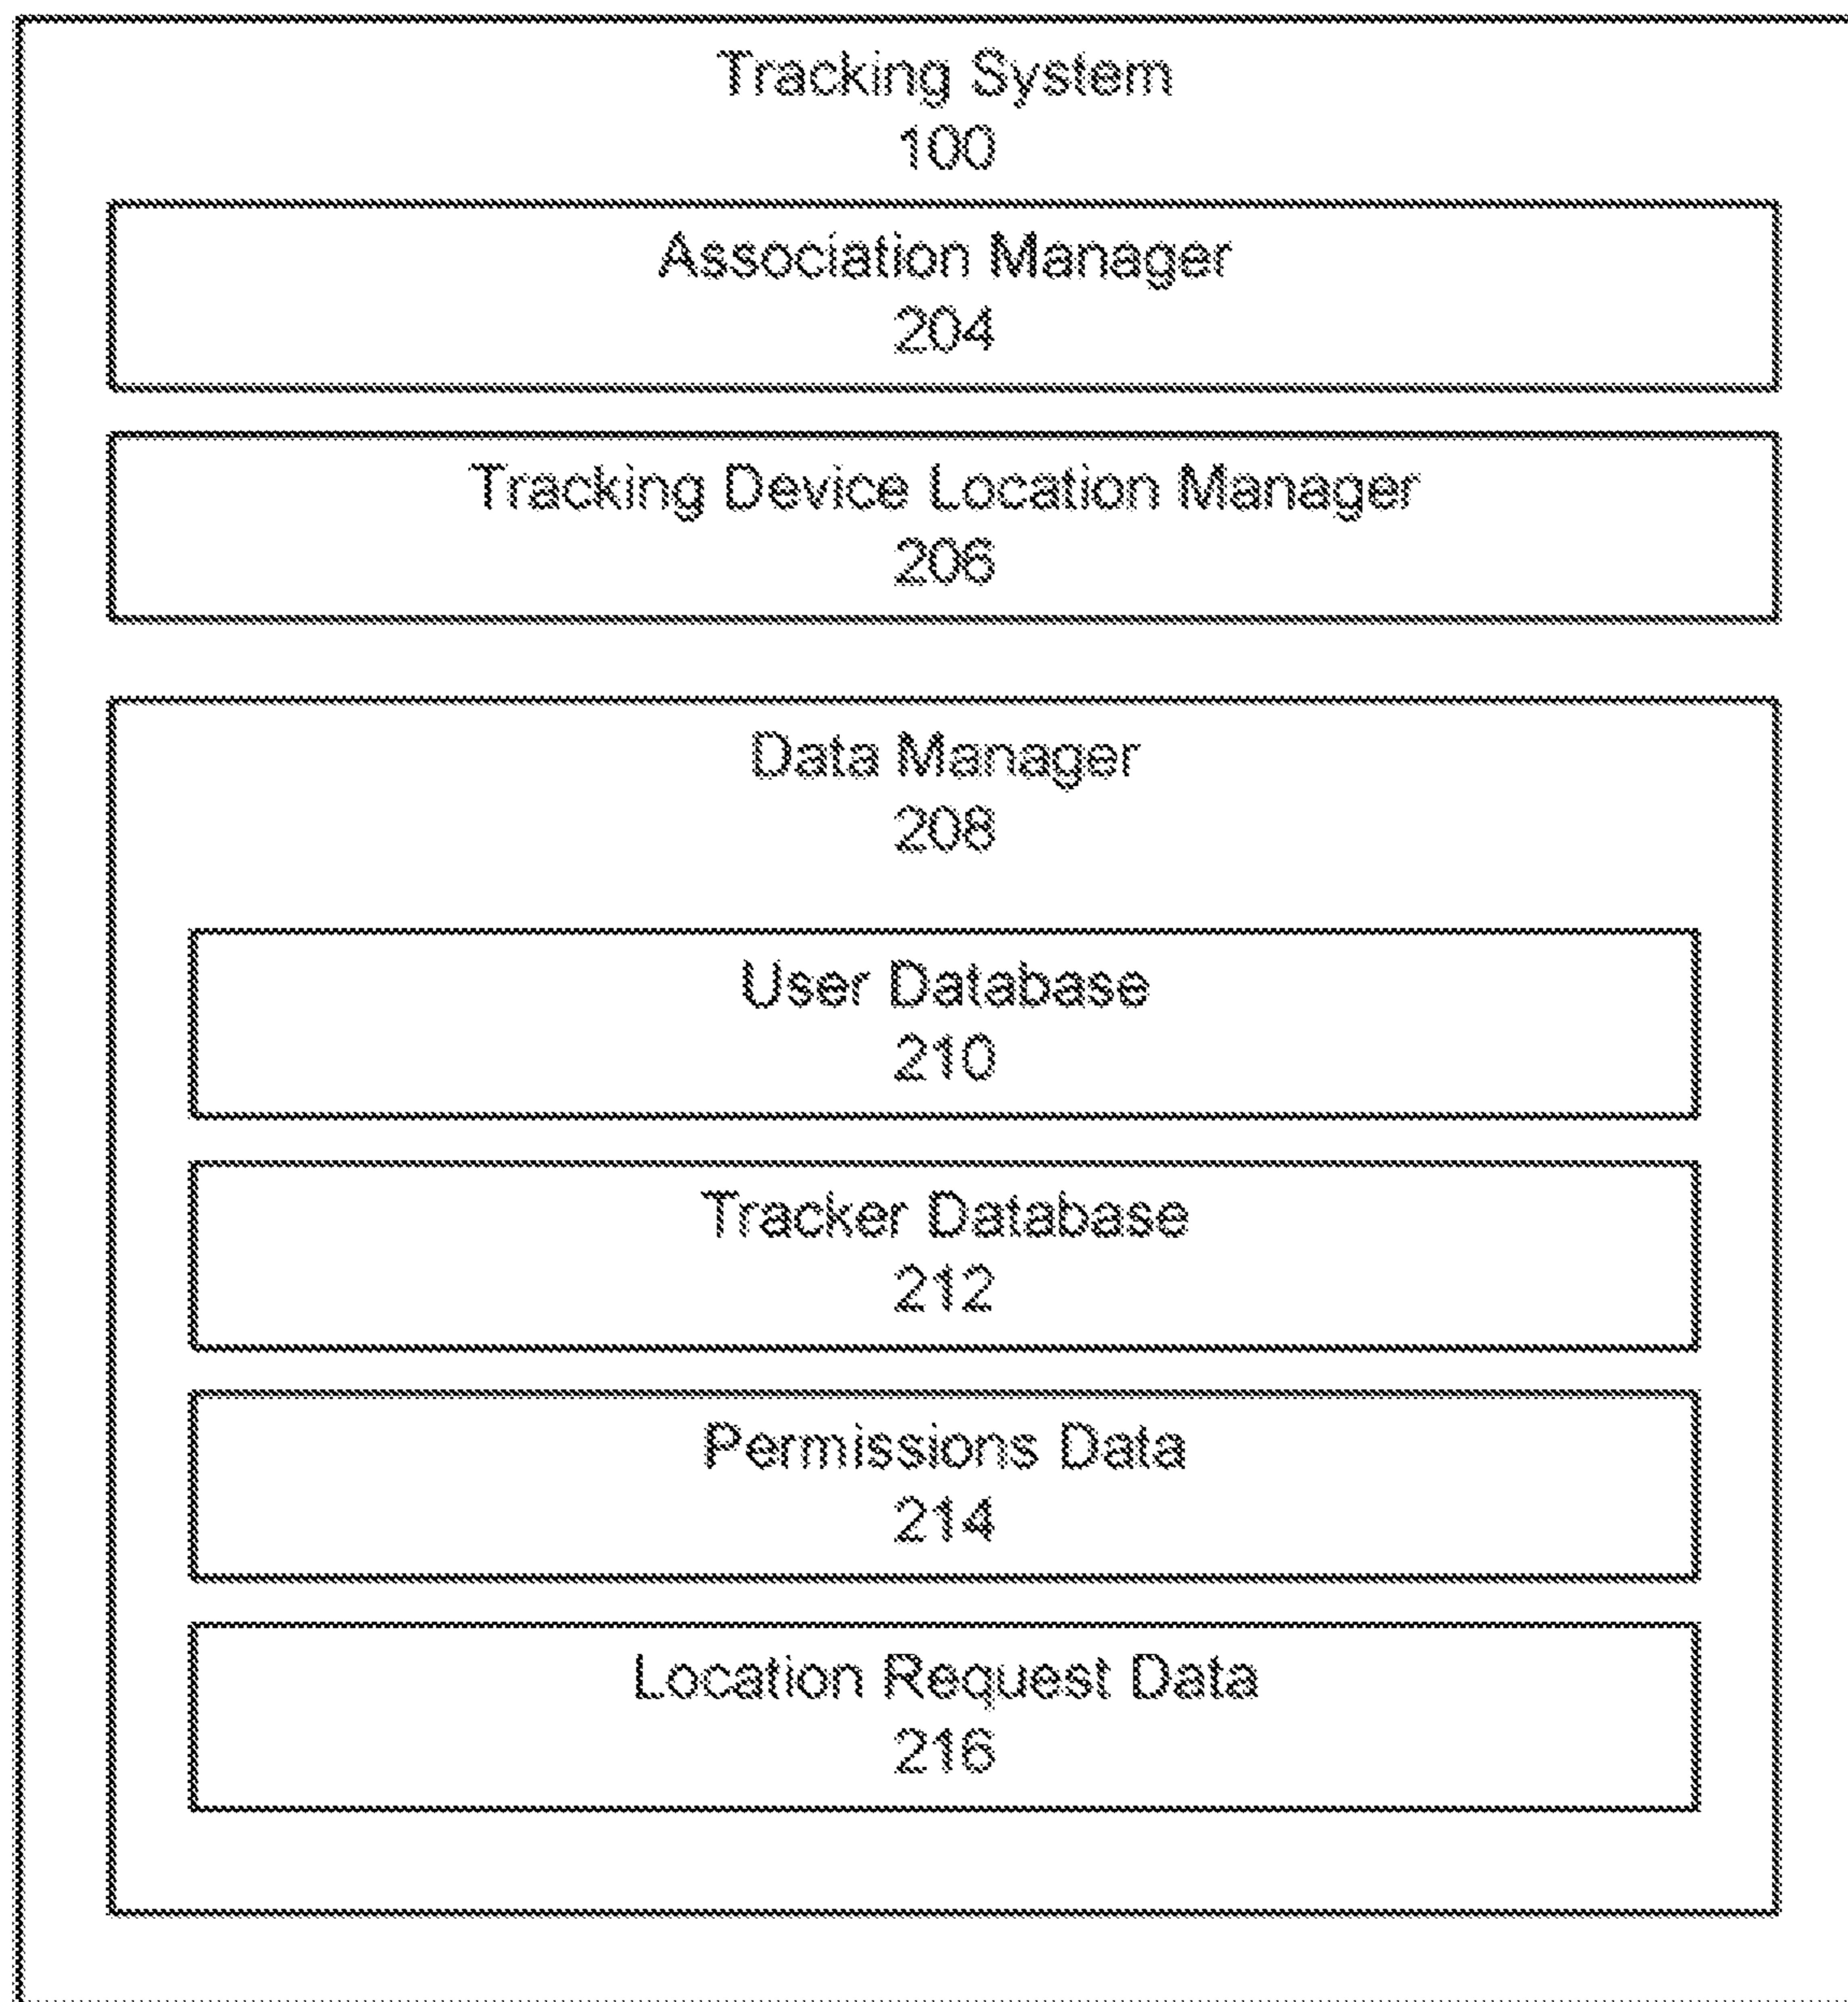 Tracking System
100
Association Manager
204
Tracking Device Location Manager
206
Data Manager
208
User Database
210
Tracker Database
212
Permissions Data
214
Location Request Data
216